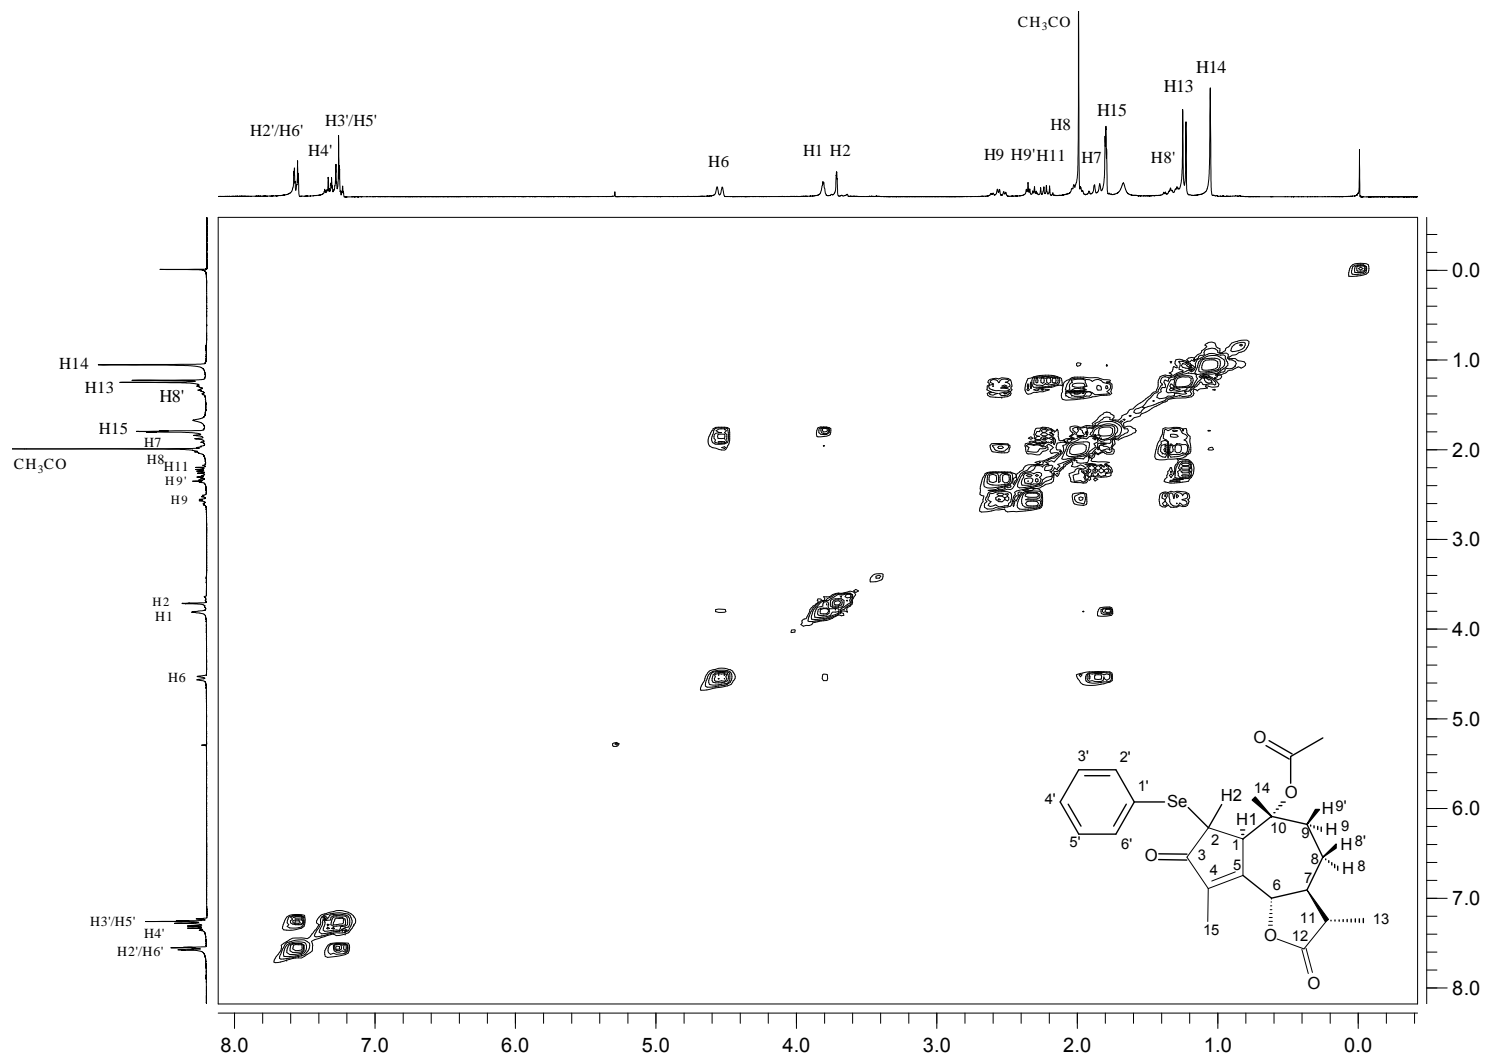 CH3CO
H14
H13
H15
H3'/H5'
H2'/H6'
H8
H4'
H6
H1 H2
H9 H9' H11
H7
H8'
0.0
H14
1.0
H13
H8'
H15
H7
2.0
H8
CH3CO
H11
H9'
H9
3.0
H2
H1
4.0
H6
5.0
O
3' 2'
O
14
6.0
4' 1' Se H2
H9'
H1 10 9 H 9
5' 6' 2 1 H 8'
3 8
O 5 H 8
4 6 7
7.0
H3'/H5'
11 13
15
H4'
O 12
H2'/H6'
O
8.0
8.0 7.0 6.0 5.0 4.0 3.0 2.0 1.0 0.0